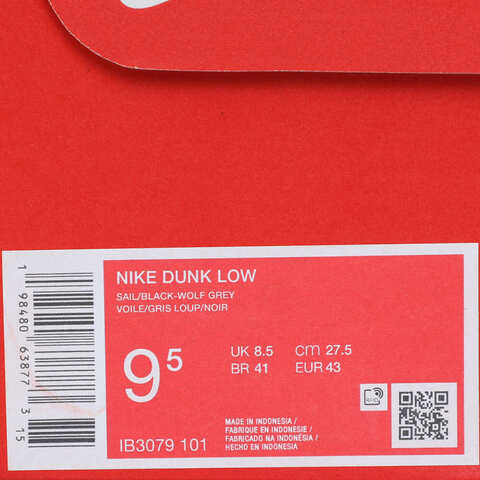 NIKE DUNK LOW
SAIL/BLACK-WOLF GREY
VOILE/GRIS LOUP/NOIR
9⁵
UK 8.5 cm 27.5
BR 41 EUR 43
IB3079 101
MADE IN INDONESIA /
FABRIQUE EN INDONESIE /
FABRICADO NA INDONÉSIA /
HECHO EN INDONESIA
RFID
1 98480 63877 3 15